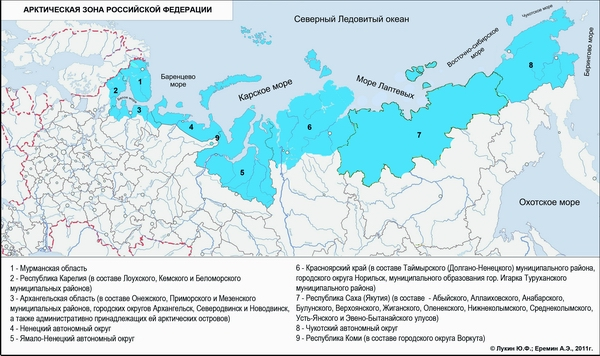 АРКТИЧЕСКАЯ ЗОНА РОССИЙСКОЙ ФЕДЕРАЦИИ
Северный Ледовитый океан
Чукотское море
Берингово море
Восточно-сибирское море
Баренцево
море
Карское море
Море Лаптевых
Охотское море
1
2
3
4
9
5
6
7
8
1 - Мурманская область
2 - Республика Карелия (в составе Лоухского, Кемского и Беломорского
муниципальных районов)
3 - Архангельская область (в составе Онежского, Приморского и Мезенского
муниципальных районов, городских округов Архангельск, Северодвинск и Новодвинск,
а также административно принадлежащих ей арктических островов)
4 - Ненецкий автономный округ
5 - Ямало-Ненецкий автономный округ
6 - Красноярский край (в составе Таймырского (Долгано-Ненецкого) муниципального района,
городского округа Норильск, муниципального образования гор. Игарка Туруханского
муниципального района)
7 - Республика Саха (Якутия) (в составе - Абыйского, Аллаиховского, Анабарского,
Булунского, Верхоянского, Жиганского, Оленекского, Нижнеколымского, Среднеколымского,
Усть-Янского и Эвено-Бытанайского улусов)
8 - Чукотский автономный округ
9 - Республика Коми (в составе городского округа Воркута)
© Лукин Ю.Ф.; Еремин А.Э., 2011г.